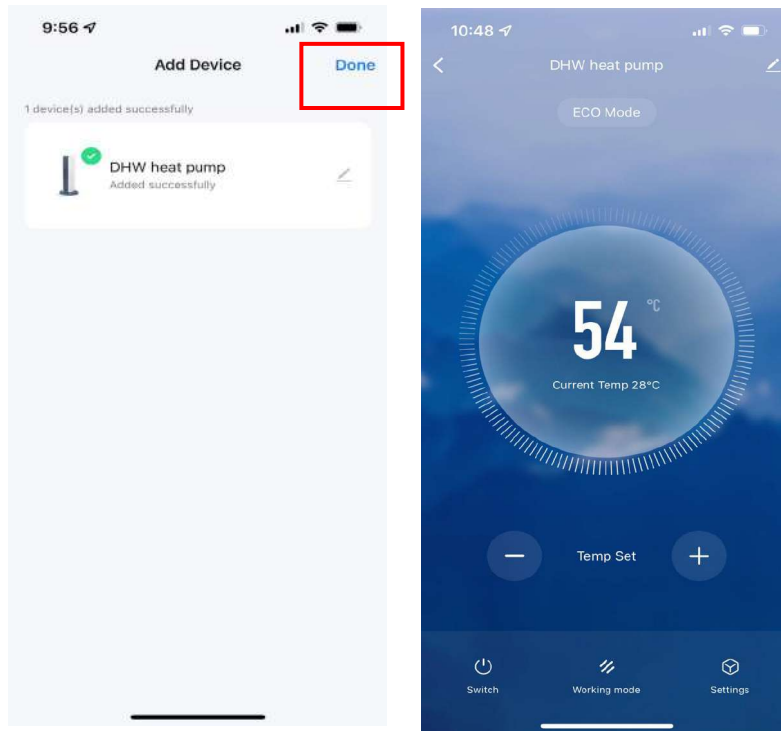 9:56
Add Device
Done
1 device(s) added successfully
DHW heat pump
Added successfully
10:48
DHW heat pump
ECO Mode
54 °C
Current Temp 28°C
Temp Set
Switch
Working mode
Settings